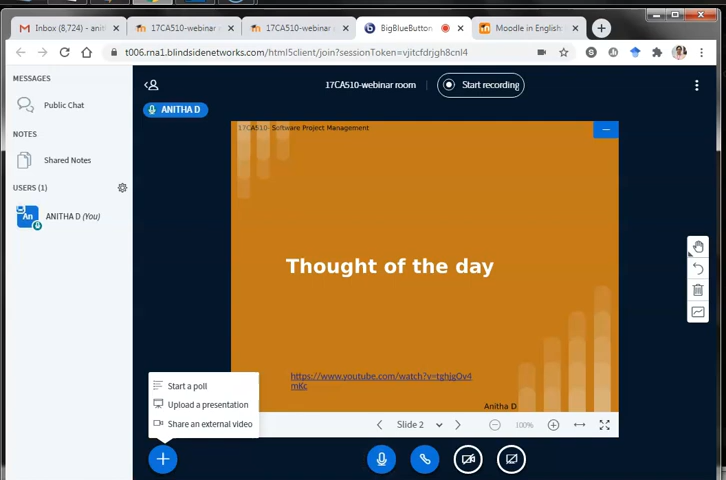 Inbox (8,724) - ani
17CA510-webinar
17CA510-webinar
BigBlueButton
Moodle in English
t006.rna1.blindsidenetworks.com/html5client/join?sessionToken=vjitcfdrjgh8cnl4
MESSAGES
Public Chat
NOTES
Shared Notes
USERS (1)
An
ANITHA D (You)
17CA510-webinar room
Start recording
ANITHA D
17CA510- Software Project Management
Thought of the day
https://www.youtube.com/watch?v=tghjgOv4
mKc
Anitha D
Start a poll
Upload a presentation
Share an external video
Slide 2
100%